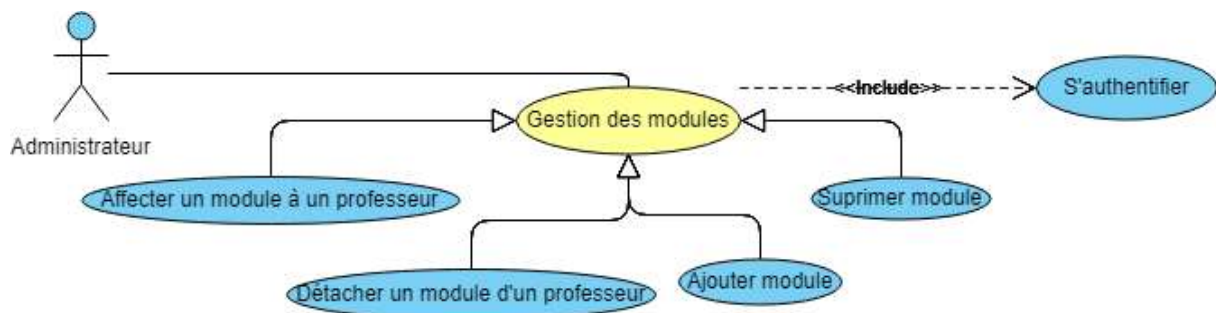 <<Include>>
S'authentifier
Gestion des modules
Administrateur
Affecter un module à un professeur
Suprimer module
Détacher un module d'un professeur
Ajouter module